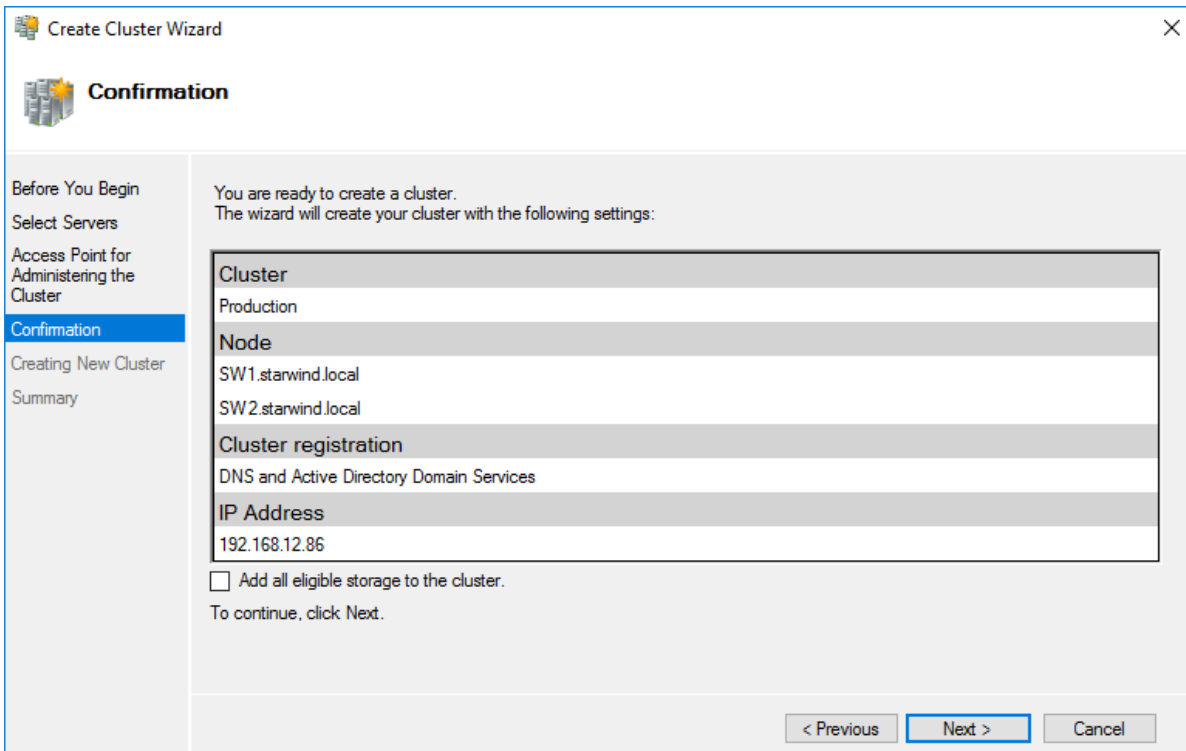 Create Cluster Wizard
Confirmation
Before You Begin
Select Servers
Access Point for
Administering the
Cluster
Confirmation
Creating New Cluster
Summary
You are ready to create a cluster.
The wizard will create your cluster with the following settings:
Cluster
Production
Node
SW1.starwind.local
SW2.starwind.local
Cluster registration
DNS and Active Directory Domain Services
IP Address
192.168.12.86
Add all eligible storage to the cluster.
To continue, click Next.
< Previous
Next >
Cancel